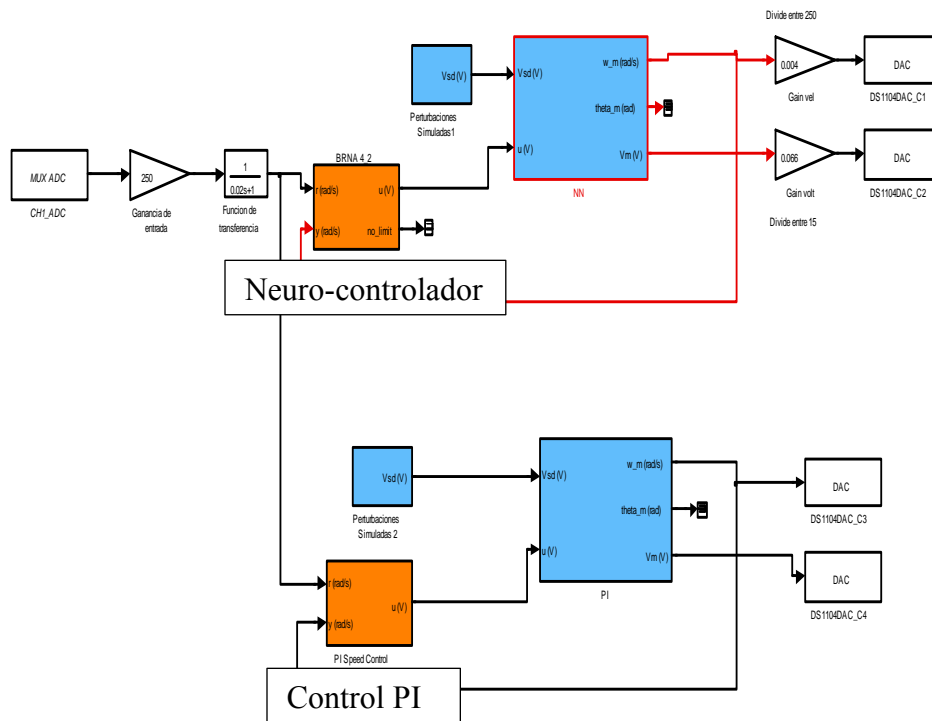 Divide entre 250
Vsd (V)
Perturbaciones
Simuladas1
Vsd (V)
u (V)
w_m (rad/s)
theta_m (rad)
Vm (V)
NN
0.004
Gain vel
DAC
DS1104DAC_C1
0.066
Gain volt
Divide entre 15
DAC
DS1104DAC_C2
MUX ADC
CH1_ADC
250
Ganancia de
entrada
1
0.02s+1
Funcion de
transferencia
BRNA 4_2
r (rad/s)
y (rad/s)
u (V)
no_limit
Neuro-controlador
Vsd (V)
Perturbaciones
Simuladas 2
Vsd (V)
u (V)
w_m (rad/s)
theta_m (rad)
Vm (V)
PI
DAC
DS1104DAC_C3
DAC
DS1104DAC_C4
r (rad/s)
y (rad/s)
u (V)
PI Speed Control
Control PI